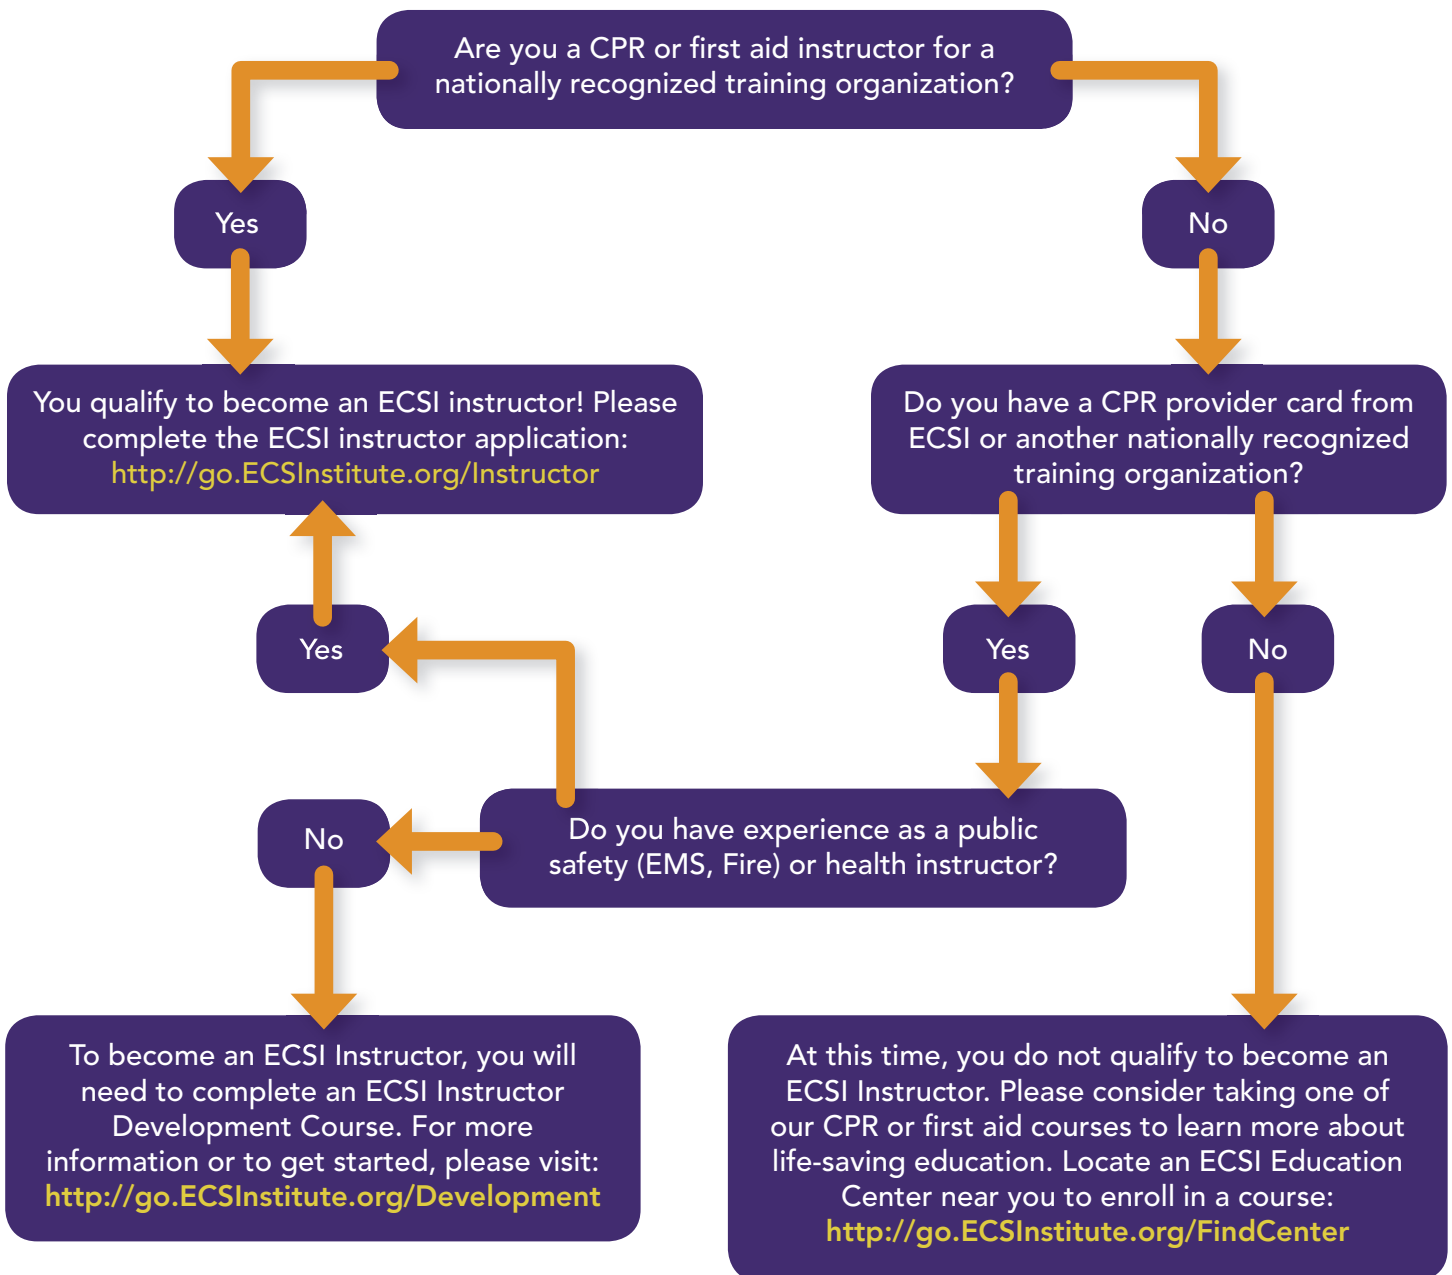 Are you a CPR or first aid instructor for a
nationally recognized training organization?
Yes
No
You qualify to become an ECSI instructor! Please
complete the ECSI instructor application:
http://go.ECSInstitute.org/Instructor
Do you have a CPR provider card from
ECSI or another nationally recognized
training organization?
Yes
Yes
No
No
Do you have experience as a public
safety (EMS, Fire) or health instructor?
To become an ECSI Instructor, you will
need to complete an ECSI Instructor
Development Course. For more
information or to get started, please visit:
http://go.ECSInstitute.org/Development
At this time, you do not qualify to become an
ECSI Instructor. Please consider taking one of
our CPR or first aid courses to learn more about
life-saving education. Locate an ECSI Education
Center near you to enroll in a course:
http://go.ECSInstitute.org/FindCenter